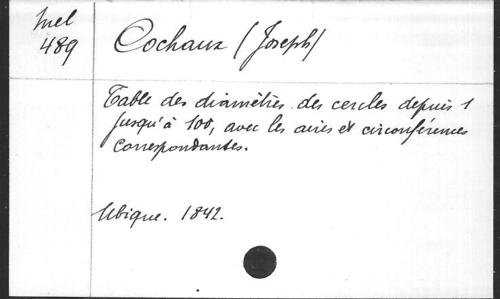 Mel
489
Cochaux (Joseph)
Table des diamètres des cercles depuis 1
jusqu'à 100, avec les aires et circonférences
correspondantes.
Ubique. 1842.